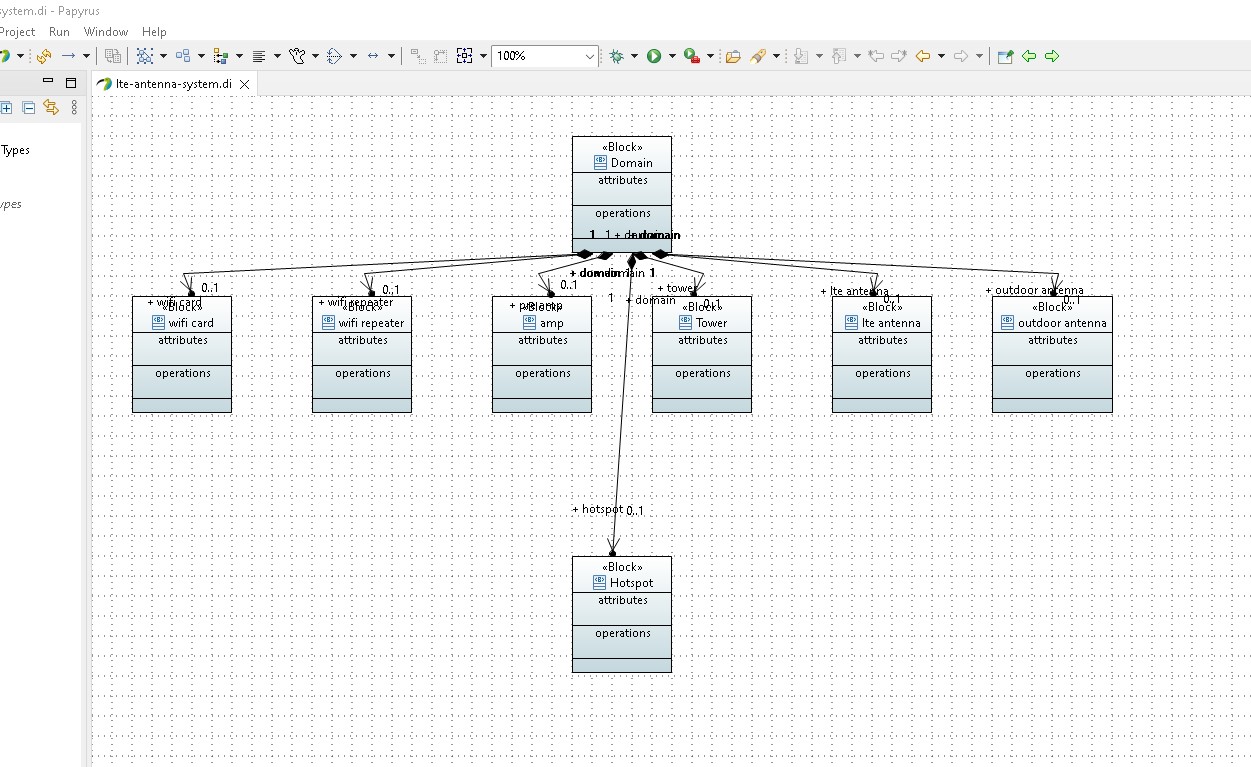 system.di - Papyrus
Project Run Window Help
100%
lte-antenna-system.di
Types
ypes
«Block»
Domain
attributes
operations
1 1 + domain
+ domain 1
1 + domain
0..1
+ wifi card
«Block»
wifi card
attributes
operations
0..1
+ wifi repeater
«Block»
wifi repeater
attributes
operations
0..1
«Block»
amp
attributes
operations
+ tower
0..1
«Block»
Tower
attributes
operations
+ lte antenna
0..1
«Block»
lte antenna
attributes
operations
+ outdoor antenna
0..1
«Block»
outdoor antenna
attributes
operations
+ hotspot 0..1
«Block»
Hotspot
attributes
operations